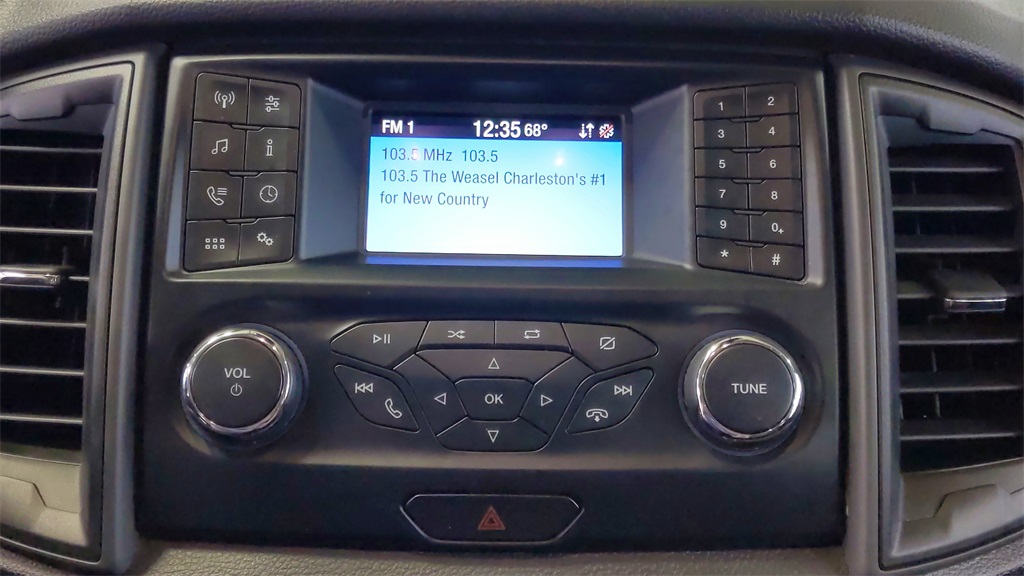 FM 1 12:35 68°
103.5 MHz 103.5
103.5 The Weasel Charleston's #1
for New Country
1 2
3 4
5 6
7 8
9 0+
* #
VOL
OK
TUNE